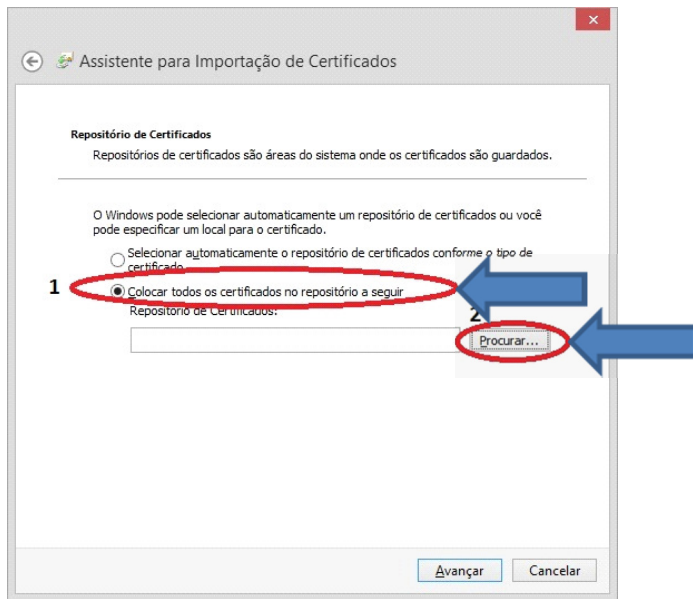 Assistente para Importação de Certificados
Repositório de Certificados
Repositórios de certificados são áreas do sistema onde os certificados são guardados.
O Windows pode selecionar automaticamente um repositório de certificados ou você
pode especificar um local para o certificado.
Selecionar automaticamente o repositório de certificados conforme o tipo de
certificado
1 Colocar todos os certificados no repositório a seguir
Repositório de Certificados:
2
Procurar...
Avançar Cancelar